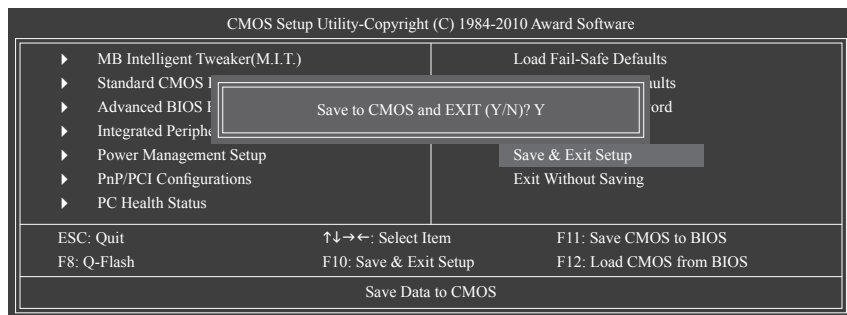 CMOS Setup Utility-Copyright (C) 1984-2010 Award Software
MB Intelligent Tweaker(M.I.T.)
Standard CMOS
Advanced BIOS
Integrated
Power Management Setup
PnP/PCI Configurations
PC Health Status
Load Fail-Safe Defaults
Save & Exit Setup
Exit Without Saving
Save to CMOS and EXIT (Y/N)? Y
ESC: Quit ↑↓→←: Select Item F11: Save CMOS to BIOS
F8: Q-Flash F10: Save & Exit Setup F12: Load CMOS from BIOS
Save Data to CMOS